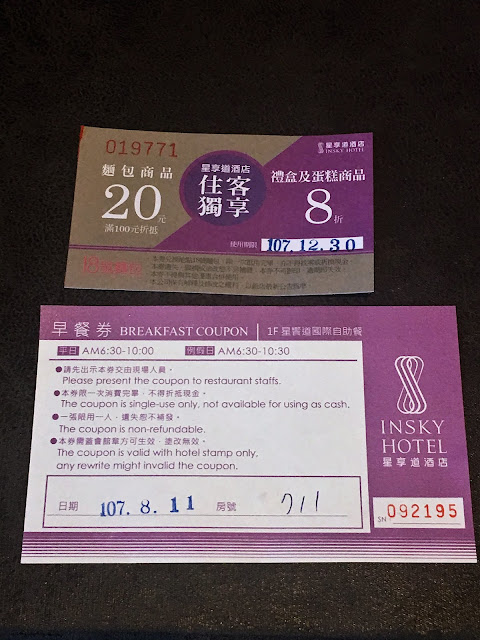 019771
麵包商品
20元
滿100元折抵
星享道酒店
住客
獨享
星享道酒店
INSKY HOTEL
禮盒及蛋糕商品
8折
使用期限 107.12.30
早餐券 BREAKFAST COUPON 1F 星饗道國際自助餐
平日 AM6:30-10:00 例假日 AM6:30-10:30
●請先出示本券交由現場人員。
Please present the coupon to restaurant staffs.
●本券限一次消費完畢，不得折抵現金。
The coupon is single-use only, not available for using as cash.
●一張限用一人，遺失恕不補發。
The coupon is non-refundable.
●本券需蓋會館章方可生效，塗改無效。
The coupon is valid with hotel stamp only,
any rewrite might invalid the coupon.
日期 107.8.11 房號 711
INSKY
HOTEL
星享道酒店
SN 092195